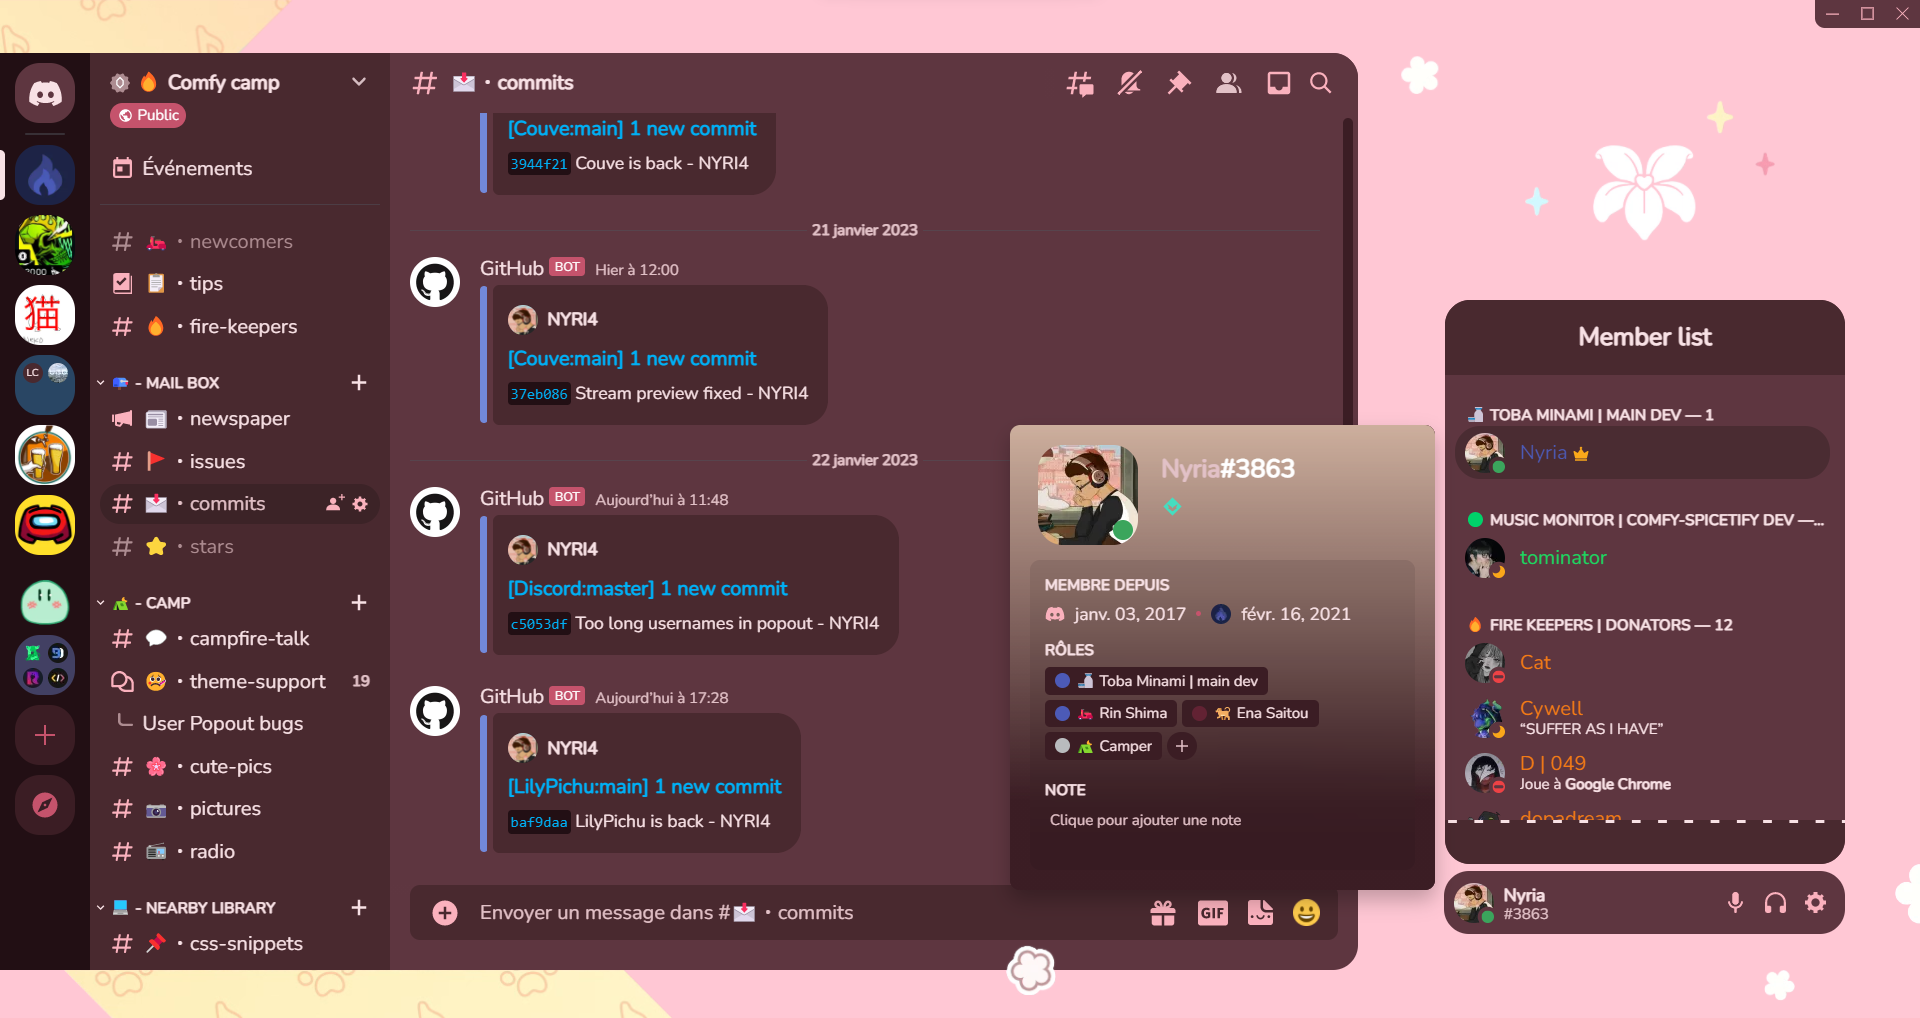 Comfy camp
Public
Événements
newcomers
tips
fire-keepers
- MAIL BOX
newspaper
issues
commits
stars
- CAMP
campfire-talk
theme-support 19
User Popout bugs
cute-pics
pictures
radio
- NEARBY LIBRARY
css-snippets
猫
LC
# ・commits
[Couve:main] 1 new commit
3944f21 Couve is back - NYRI4
21 janvier 2023
GitHub BOT Hier à 12:00
NYRI4
[Couve:main] 1 new commit
37eb086 Stream preview fixed - NYRI4
22 janvier 2023
GitHub BOT Aujourd'hui à 11:48
NYRI4
[Discord:master] 1 new commit
c5053df Too long usernames in popout - NYRI4
GitHub BOT Aujourd'hui à 17:28
NYRI4
[LilyPichu:main] 1 new commit
baf9daa LilyPichu is back - NYRI4
Envoyer un message dans #・commits
GIF
Nyria#3863
MEMBRE DEPUIS
janv. 03, 2017 • févr. 16, 2021
RÔLES
Toba Minami | main dev
Rin Shima
Ena Saitou
Camper
NOTE
Clique pour ajouter une note
Member list
TOBA MINAMI | MAIN DEV — 1
Nyria
MUSIC MONITOR | COMFY-SPICETIFY DEV —...
tominator
FIRE KEEPERS | DONATORS — 12
Cat
Cywell
“SUFFER AS I HAVE”
D | 049
Joue à Google Chrome
dopadream
Nyria
#3863